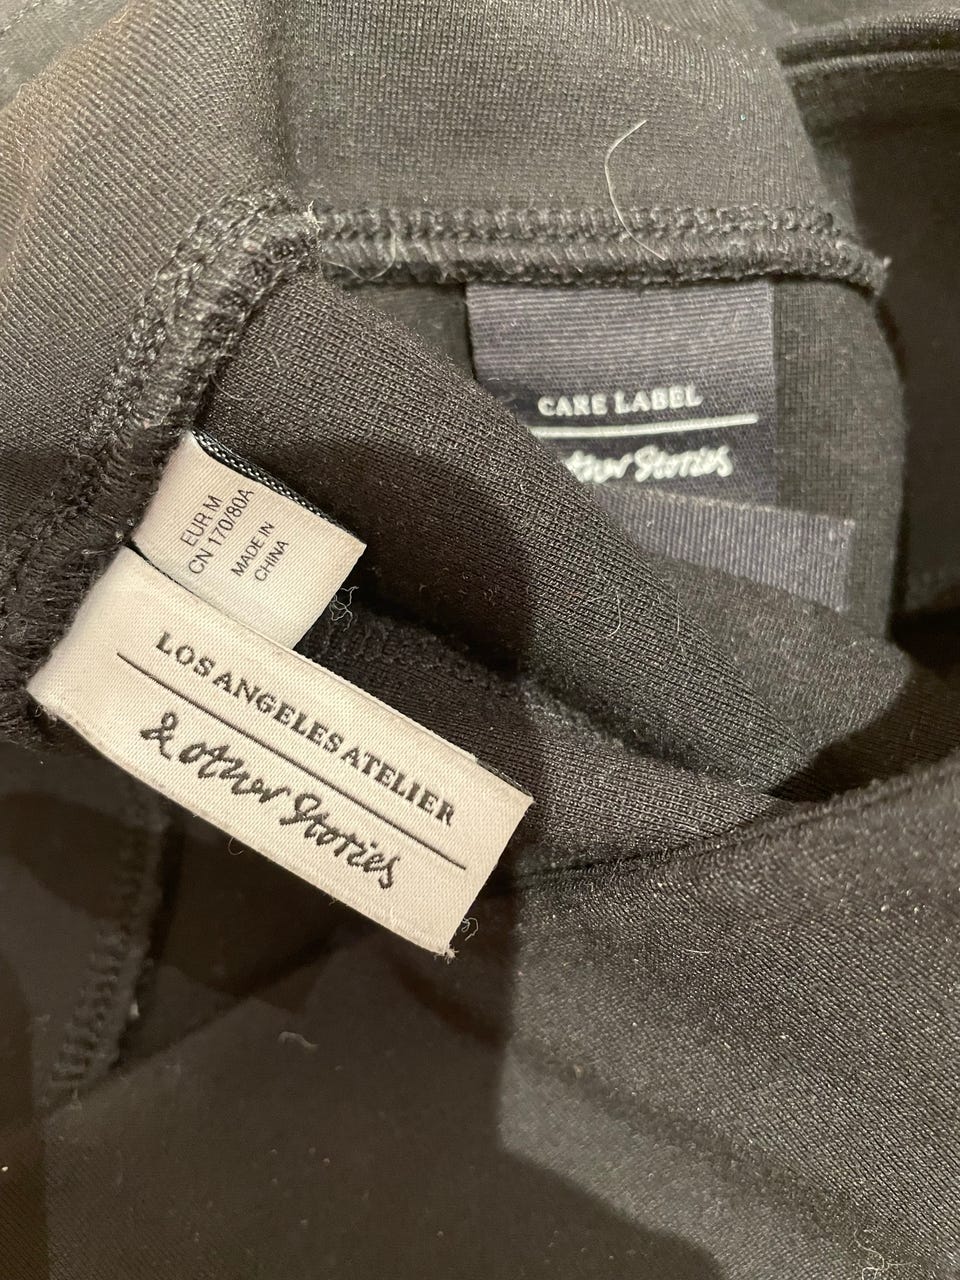 CARE LABEL
other Stories
EUR M
CN 170/80A
MADE IN
CHINA
LOS ANGELES ATELIER
& other Stories